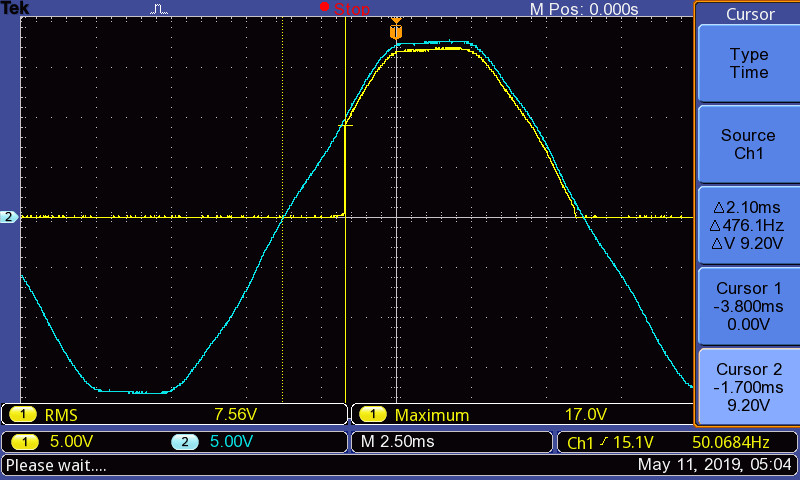 Tek
Stop
M Pos: 0.000s
T
2
Cursor
Type
Time
Source
Ch1
Δ2.10ms
Δ476.1Hz
ΔV 9.20V
Cursor 1
-3.800ms
0.00V
Cursor 2
-1.700ms
9.20V
1 RMS 7.56V
1 Maximum 17.0V
1 5.00V 2 5.00V M 2.50ms Ch1 15.1V 50.0684Hz
Please wait.... May 11, 2019, 05:04